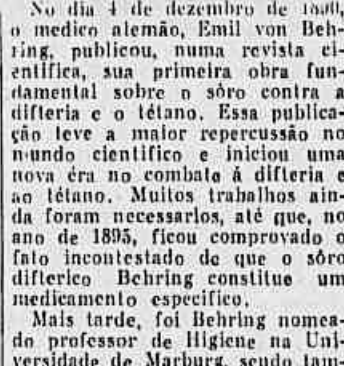 No dia 4 de dezembro de 1890,
o medico alemão, Emil von Beh-
ring, publicou, numa revista ci-
entifica, sua primeira obra fun-
damental sobre o sôro contra a
difteria e o tétano. Essa publica-
ção teve a maior repercussão no
mundo cientifico e iniciou uma
nova éra no combate á difteria e
ao tétano. Muitos trabalhos ain-
da foram necessarios, até que, no
ano de 1895, ficou comprovado o
fato incontestado de que o sôro
difterico Behring constitue um
medicamento especifico.
Mais tarde, foi Behring nomea-
do professor de Higiene na Uni-
versidade de Marburg, sendo tam-